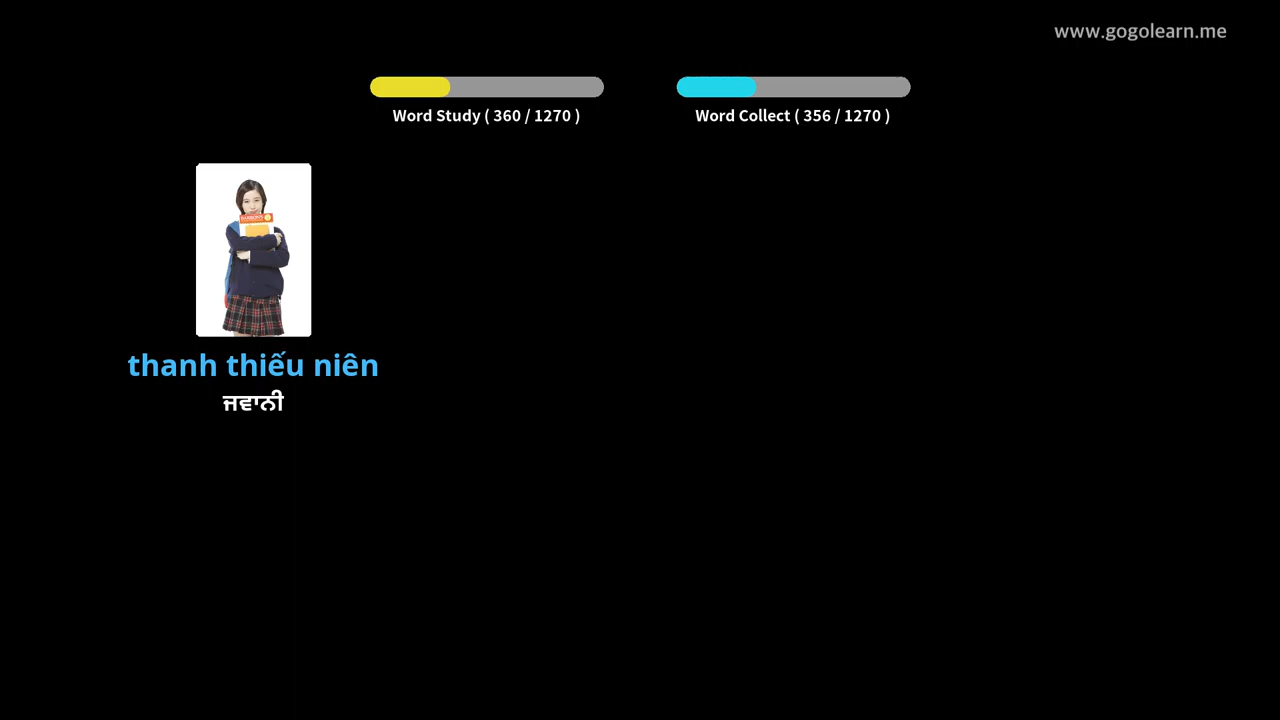 www.gogolearn.me
Word Study ( 360 / 1270 )
Word Collect ( 356 / 1270 )
thanh thiếu niên
ਜਵਾਨੀ